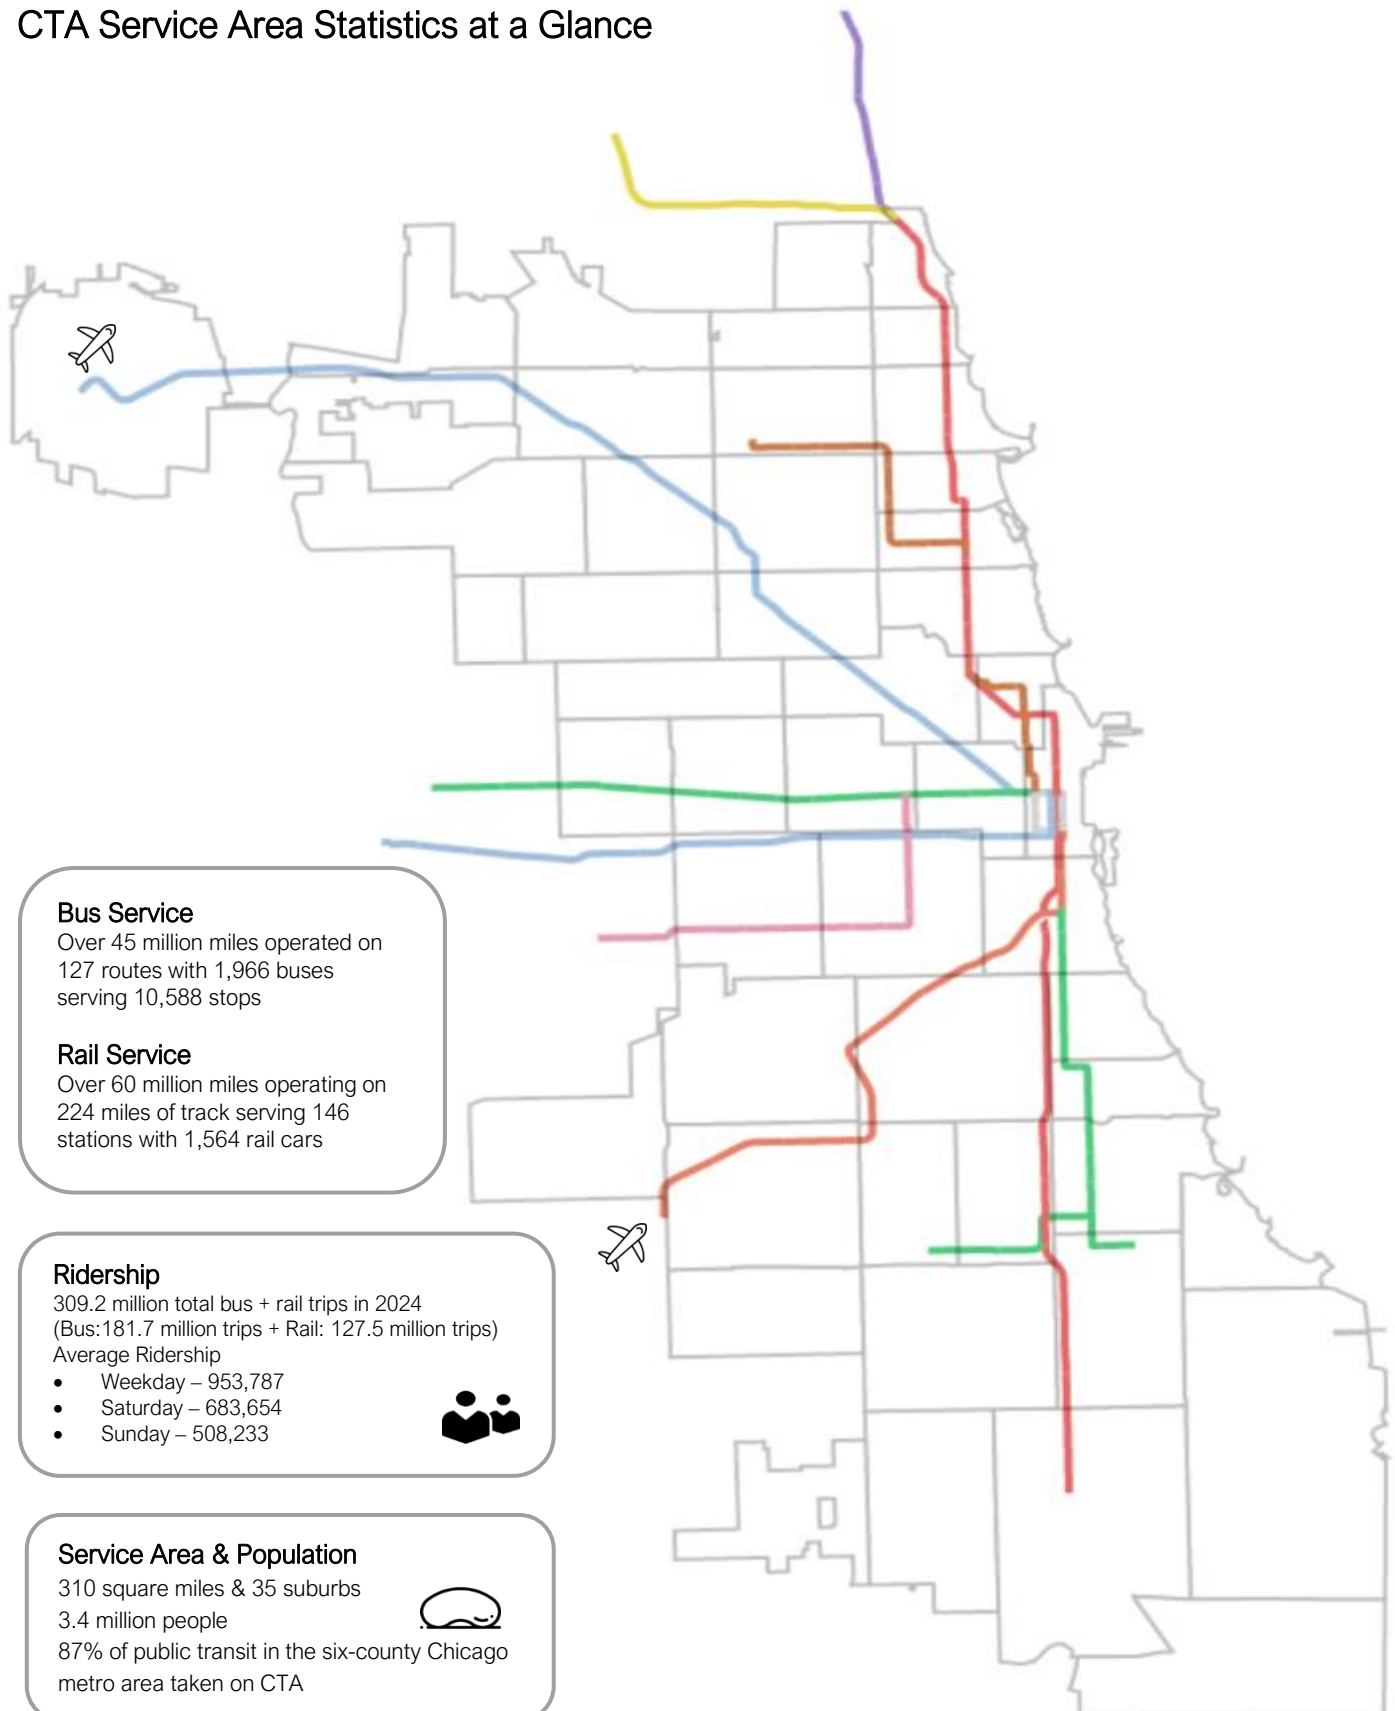 CTA Service Area Statistics at a Glance
Bus Service
Over 45 million miles operated on
127 routes with 1,966 buses
serving 10,588 stops
Rail Service
Over 60 million miles operating on
224 miles of track serving 146
stations with 1,564 rail cars
Ridership
309.2 million total bus + rail trips in 2024
(Bus:181.7 million trips + Rail: 127.5 million trips)
Average Ridership
• Weekday – 953,787
• Saturday – 683,654
• Sunday – 508,233
Service Area & Population
310 square miles & 35 suburbs
3.4 million people
87% of public transit in the six-county Chicago
metro area taken on CTA